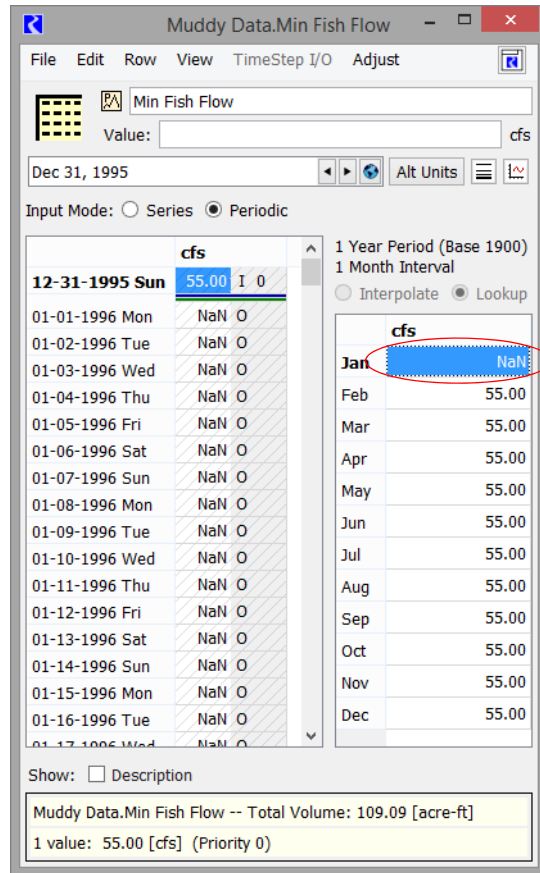 Muddy Data.Min Fish Flow
File Edit Row View TimeStep I/O Adjust
Min Fish Flow
Value: cfs
Dec 31, 1995 Alt Units
Input Mode: Series Periodic
cfs
12-31-1995 Sun 55.00 I 0
01-01-1996 Mon NaN O
01-02-1996 Tue NaN O
01-03-1996 Wed NaN O
01-04-1996 Thu NaN O
01-05-1996 Fri NaN O
01-06-1996 Sat NaN O
01-07-1996 Sun NaN O
01-08-1996 Mon NaN O
01-09-1996 Tue NaN O
01-10-1996 Wed NaN O
01-11-1996 Thu NaN O
01-12-1996 Fri NaN O
01-13-1996 Sat NaN O
01-14-1996 Sun NaN O
01-15-1996 Mon NaN O
01-16-1996 Tue NaN O
01-17-1996 Wed NaN O
1 Year Period (Base 1900)
1 Month Interval
Interpolate Lookup
cfs
Jan NaN
Feb 55.00
Mar 55.00
Apr 55.00
May 55.00
Jun 55.00
Jul 55.00
Aug 55.00
Sep 55.00
Oct 55.00
Nov 55.00
Dec 55.00
Show: Description
Muddy Data.Min Fish Flow -- Total Volume: 109.09 [acre-ft]
1 value: 55.00 [cfs] (Priority 0)